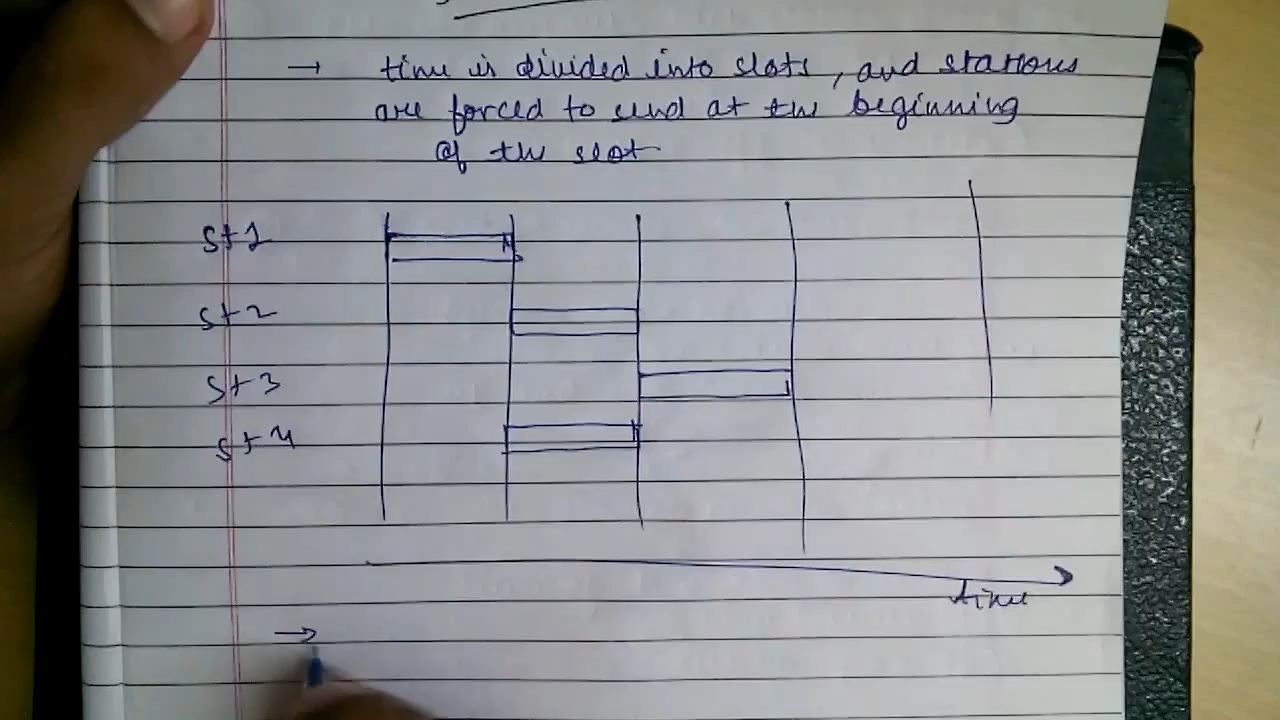 → time is divided into slots, and stations
are forced to send at the beginning
of the slot
st 1
st 2
st 3
st 4
time
→